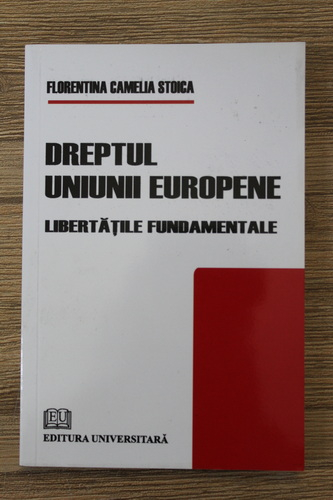 FLORENTINA CAMELIA STOICA
DREPTUL
UNIUNII EUROPENE
LIBERTĂȚILE FUNDAMENTALE
EU
EDITURA UNIVERSITARĂ